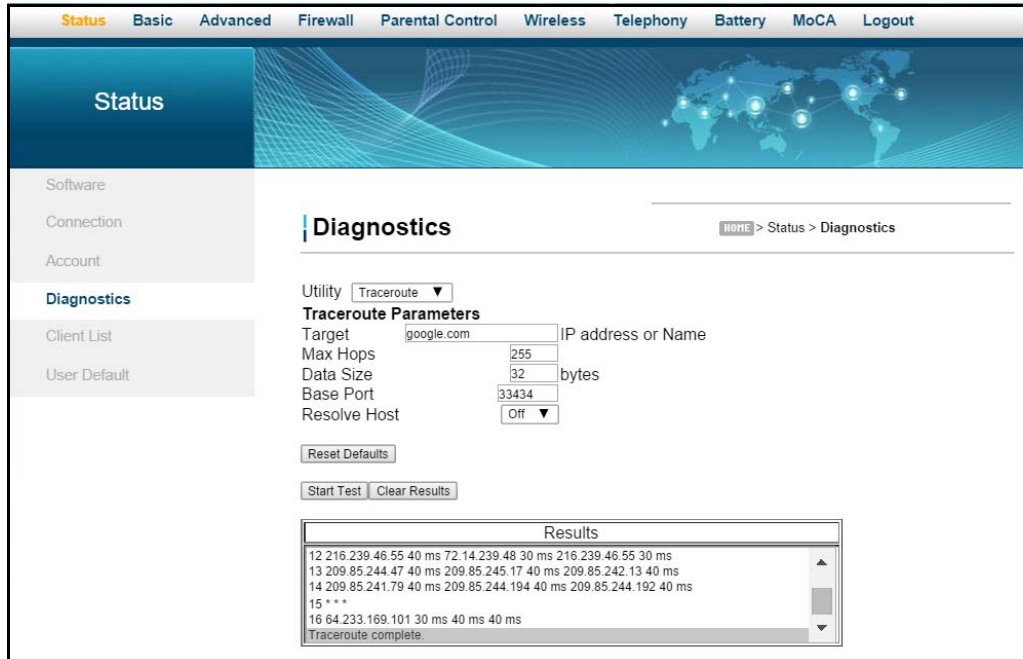 Status Basic Advanced Firewall Parental Control Wireless Telephony Battery MoCA Logout
Status
Software
Connection
Account
Diagnostics
Client List
User Default
Diagnostics
HOME > Status > Diagnostics
Utility Traceroute ▼
Traceroute Parameters
Target google.com IP address or Name
Max Hops 255
Data Size 32 bytes
Base Port 33434
Resolve Host Off ▼
Reset Defaults
Start Test Clear Results
Results
12 216.239.46.55 40 ms 72.14.239.48 30 ms 216.239.46.55 30 ms
13 209.85.244.47 40 ms 209.85.245.17 40 ms 209.85.242.13 40 ms
14 209.85.241.79 40 ms 209.85.244.194 40 ms 209.85.244.192 40 ms
15 * * *
16 64.233.169.101 30 ms 40 ms 40 ms
Traceroute complete.